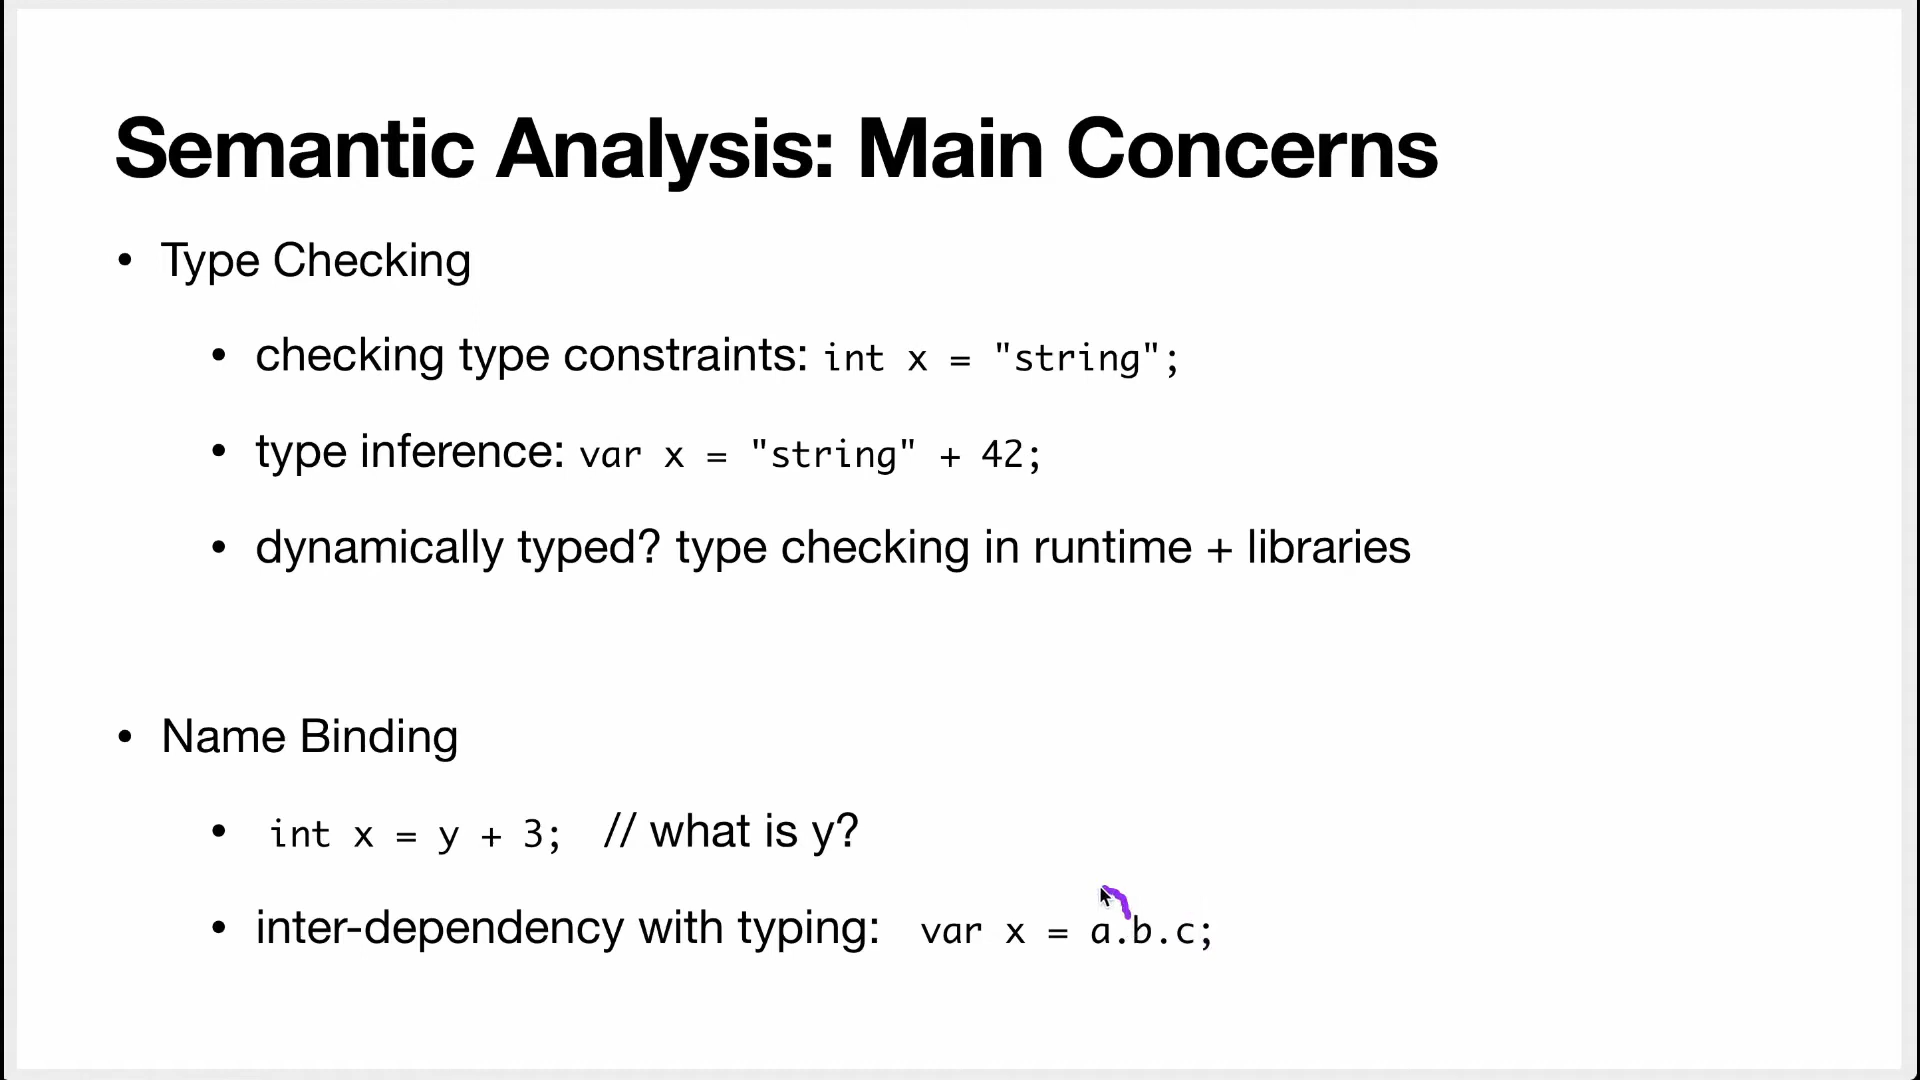 Semantic Analysis: Main Concerns
• Type Checking
• checking type constraints: int x = "string";
• type inference: var x = "string" + 42;
• dynamically typed? type checking in runtime + libraries
• Name Binding
• int x = y + 3; // what is y?
• inter-dependency with typing: var x = a.b.c;